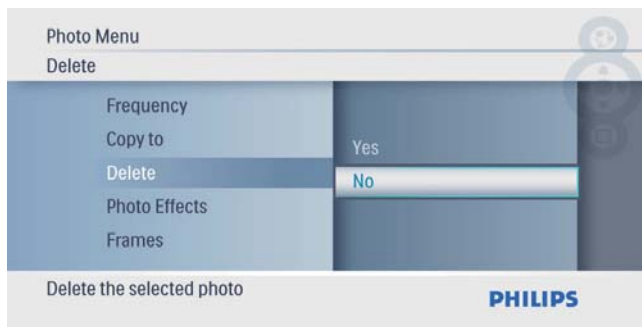 Photo Menu
Delete
Frequency
Copy to
Delete
Photo Effects
Frames
Yes
No
Delete the selected photo
PHILIPS